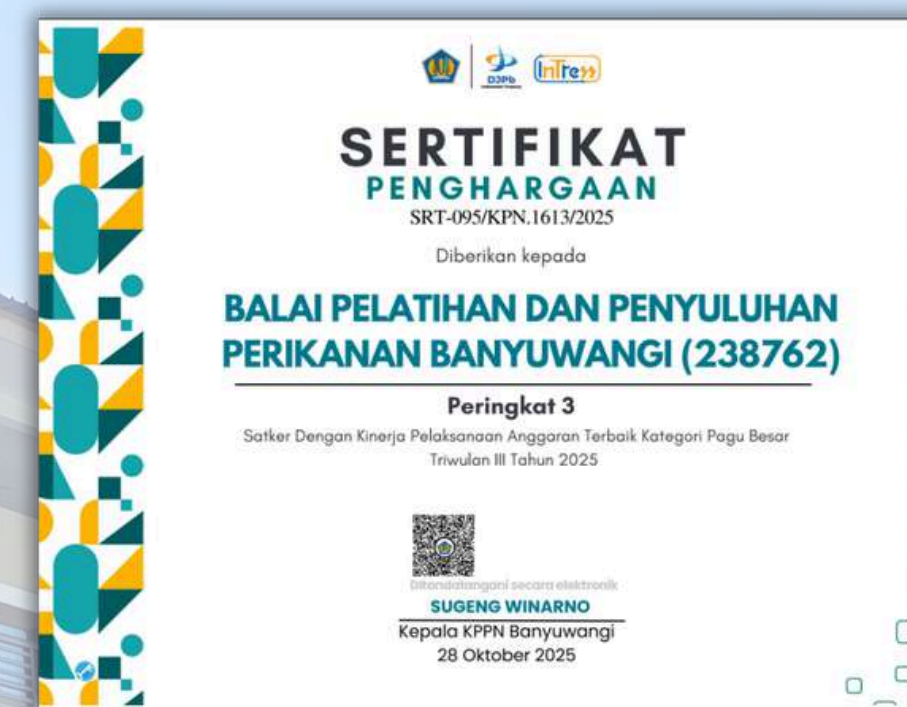 DJPb
InTress
SERTIFIKAT
PENGHARGAAN
SRT-095/KPN.1613/2025
Diberikan kepada
BALAI PELATIHAN DAN PENYULUHAN
PERIKANAN BANYUWANGI (238762)
Peringkat 3
Satker Dengan Kinerja Pelaksanaan Anggaran Terbaik Kategori Pagu Besar
Triwulan III Tahun 2025
Ditandatangani secara elektronik
SUGENG WINARNO
Kepala KPPN Banyuwangi
28 Oktober 2025